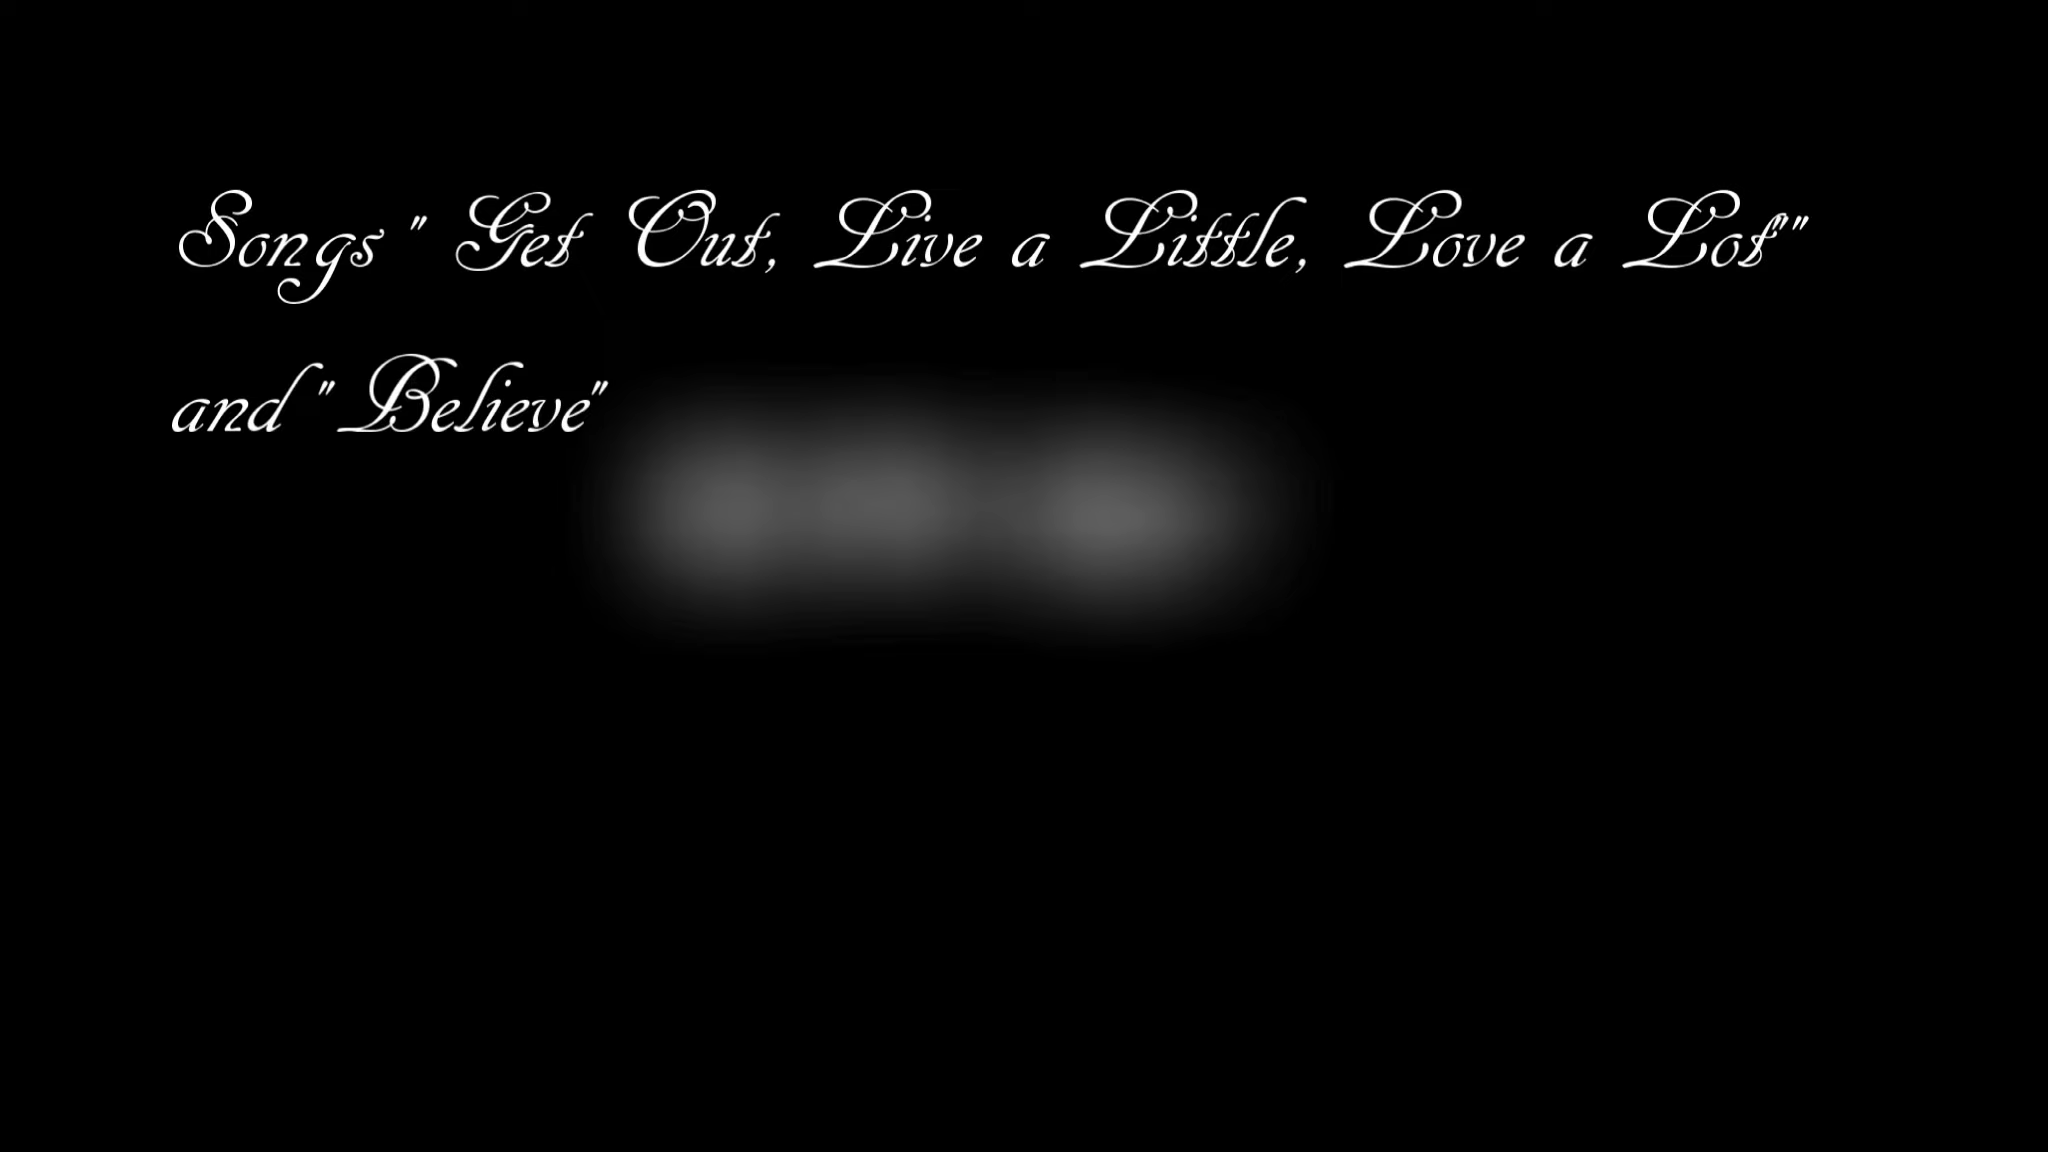 Songs " Get Out, Live a Little, Love a Lot""
and " Believe"